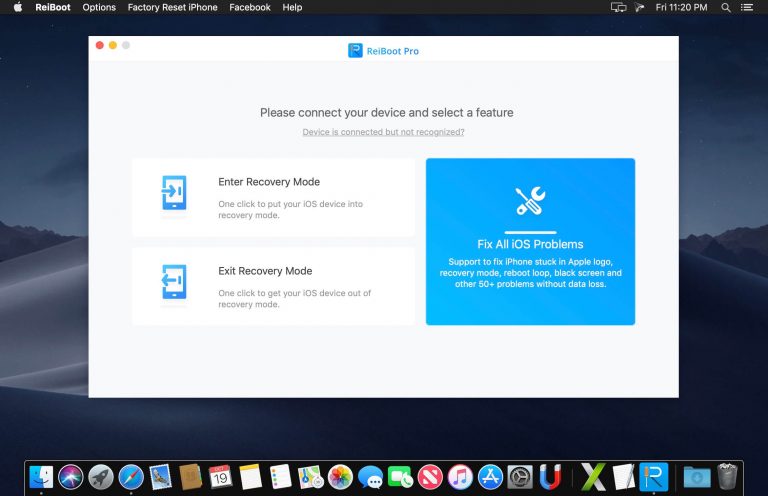 ReiBoot Options Factory Reset iPhone Facebook Help Fri 11:20 PM
ReiBoot Pro
Please connect your device and select a feature
Device is connected but not recognized?
Enter Recovery Mode
One click to put your iOS device into
recovery mode.
Exit Recovery Mode
One click to get your iOS device out of
recovery mode.
Fix All iOS Problems
Support to fix iPhone stuck in Apple logo,
recovery mode, reboot loop, black screen and
other 50+ problems without data loss.
OCT
19